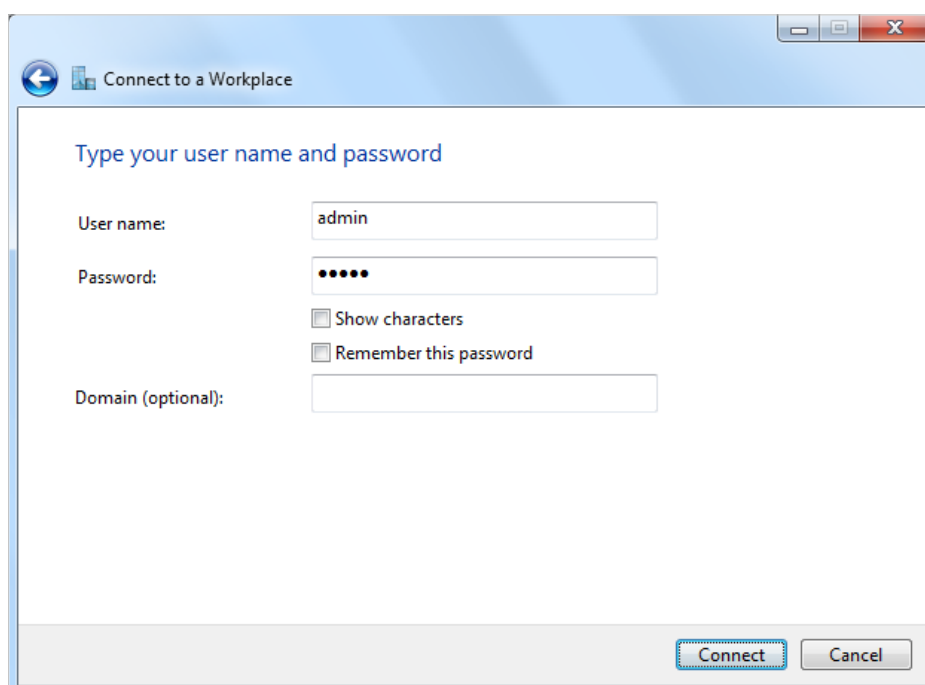 Connect to a Workplace
Type your user name and password
User name:
admin
Password:
•••••
Show characters
Remember this password
Domain (optional):
Connect
Cancel